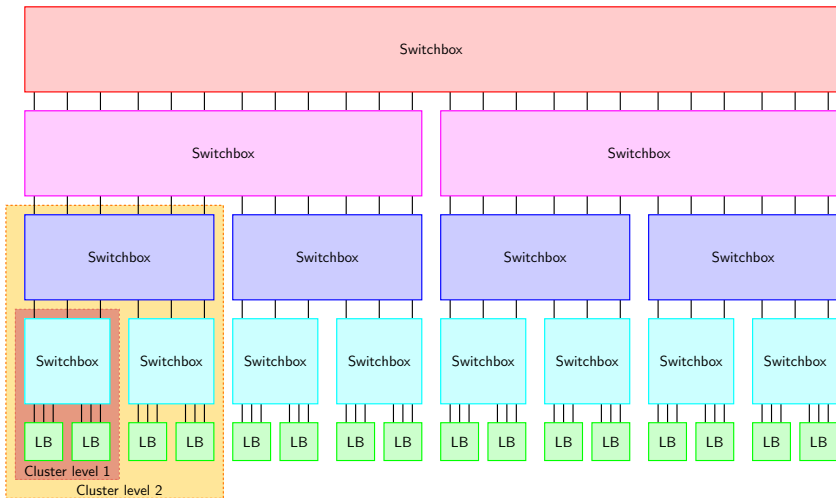 Switchbox
Switchbox Switchbox
Switchbox Switchbox Switchbox Switchbox
Switchbox Switchbox Switchbox Switchbox Switchbox Switchbox Switchbox Switchbox
LB LB LB LB LB LB LB LB LB LB LB LB LB LB LB LB
Cluster level 1
Cluster level 2